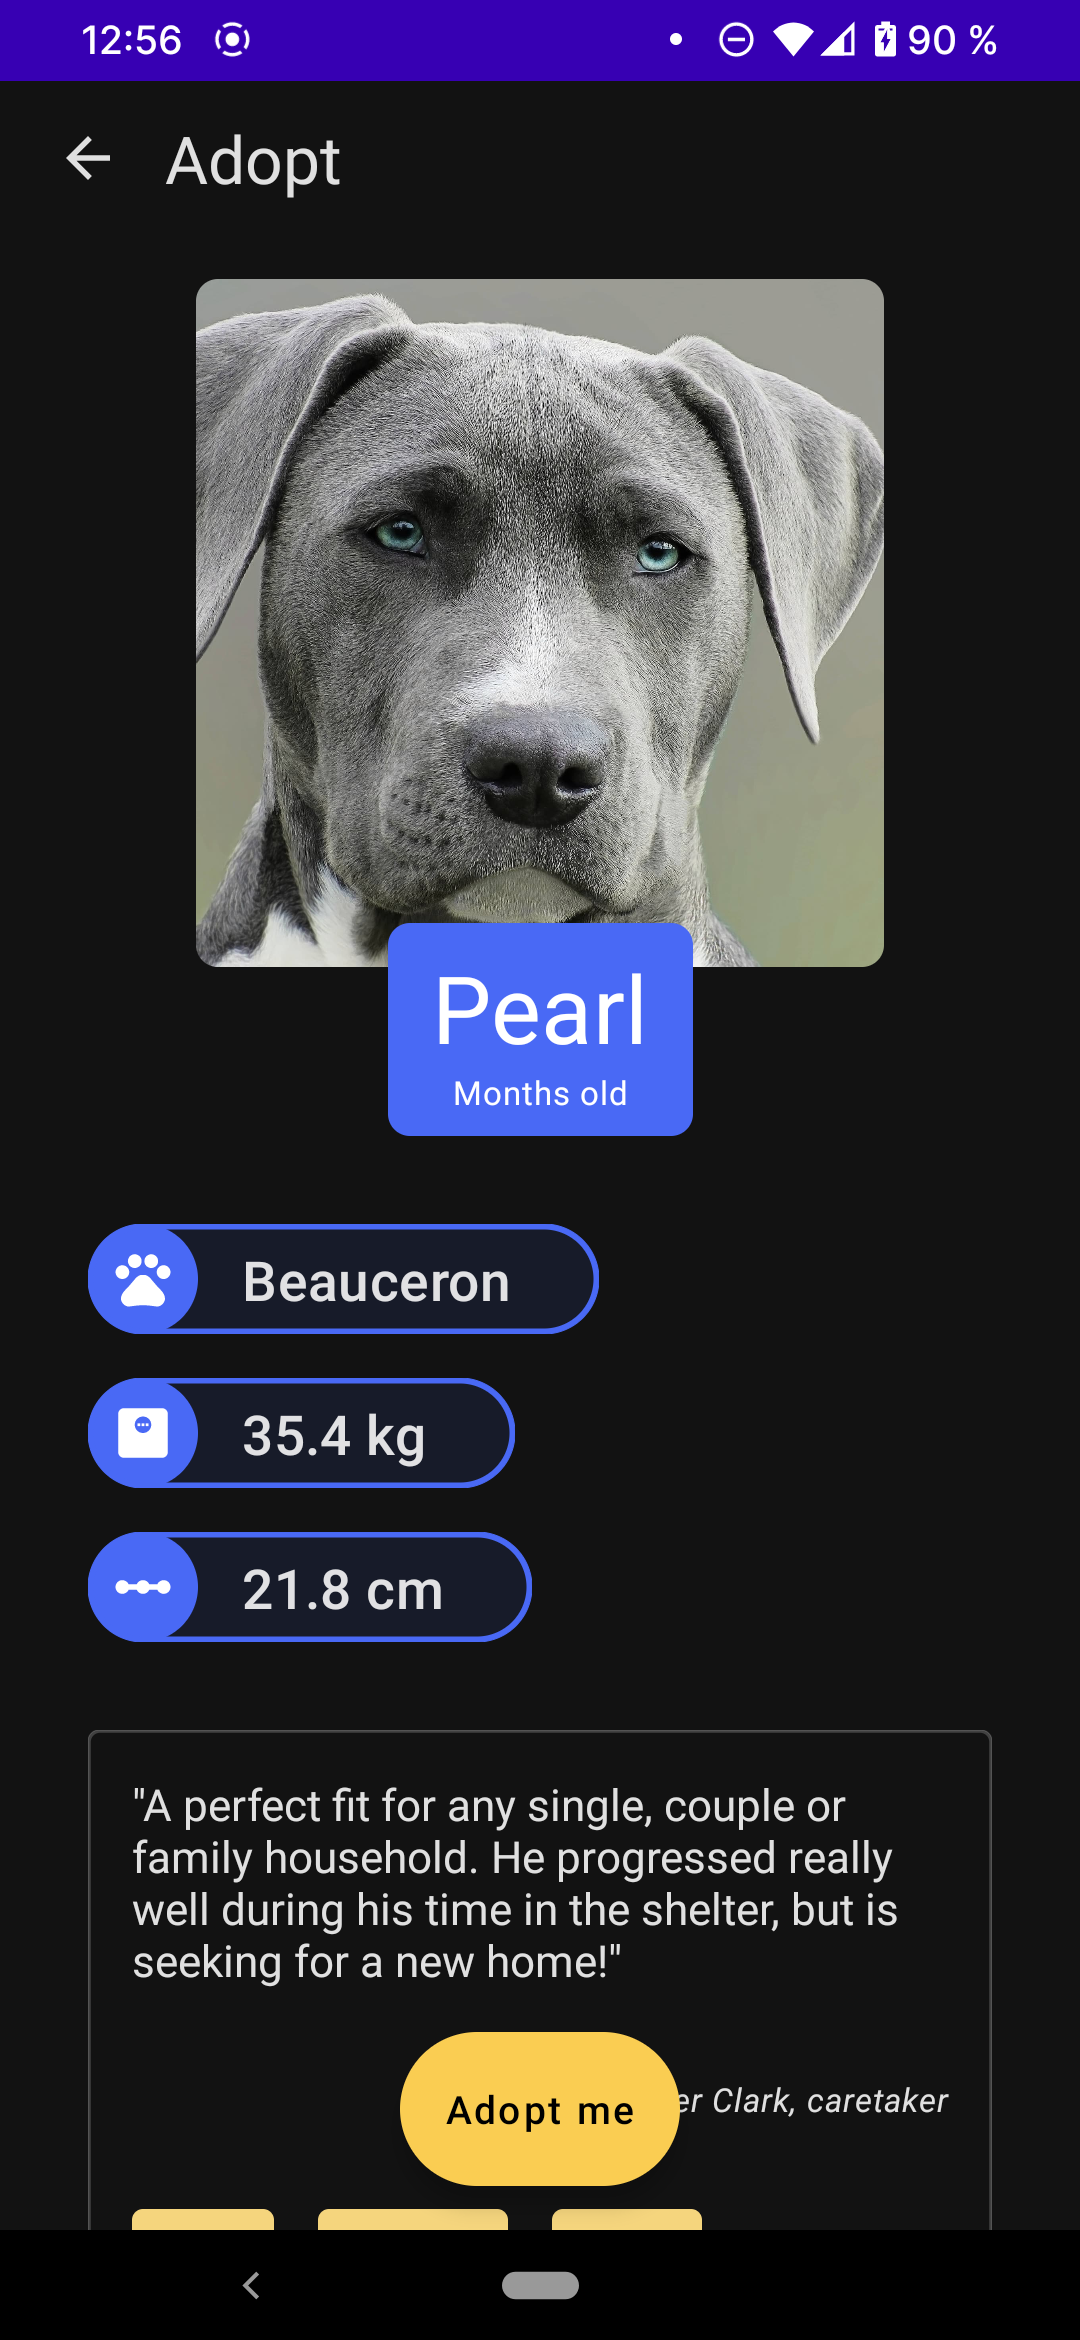 12:56
90 %
Adopt
Pearl
Months old
Beauceron
35.4 kg
21.8 cm
"A perfect fit for any single, couple or
family household. He progressed really
well during his time in the shelter, but is
seeking for a new home!"
Clark, caretaker
Adopt me